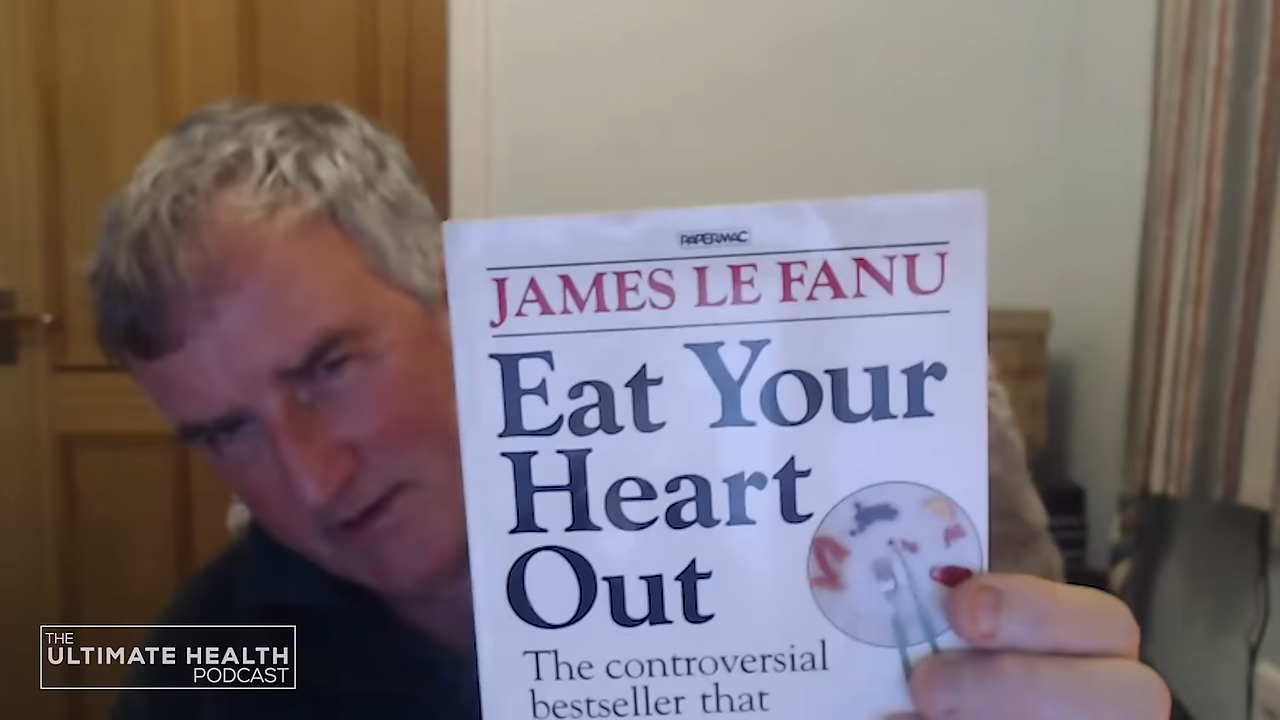 PAPERMAC
JAMES LE FANU
Eat Your
Heart
Out
The controversial
bestseller that
THE
ULTIMATE HEALTH
PODCAST